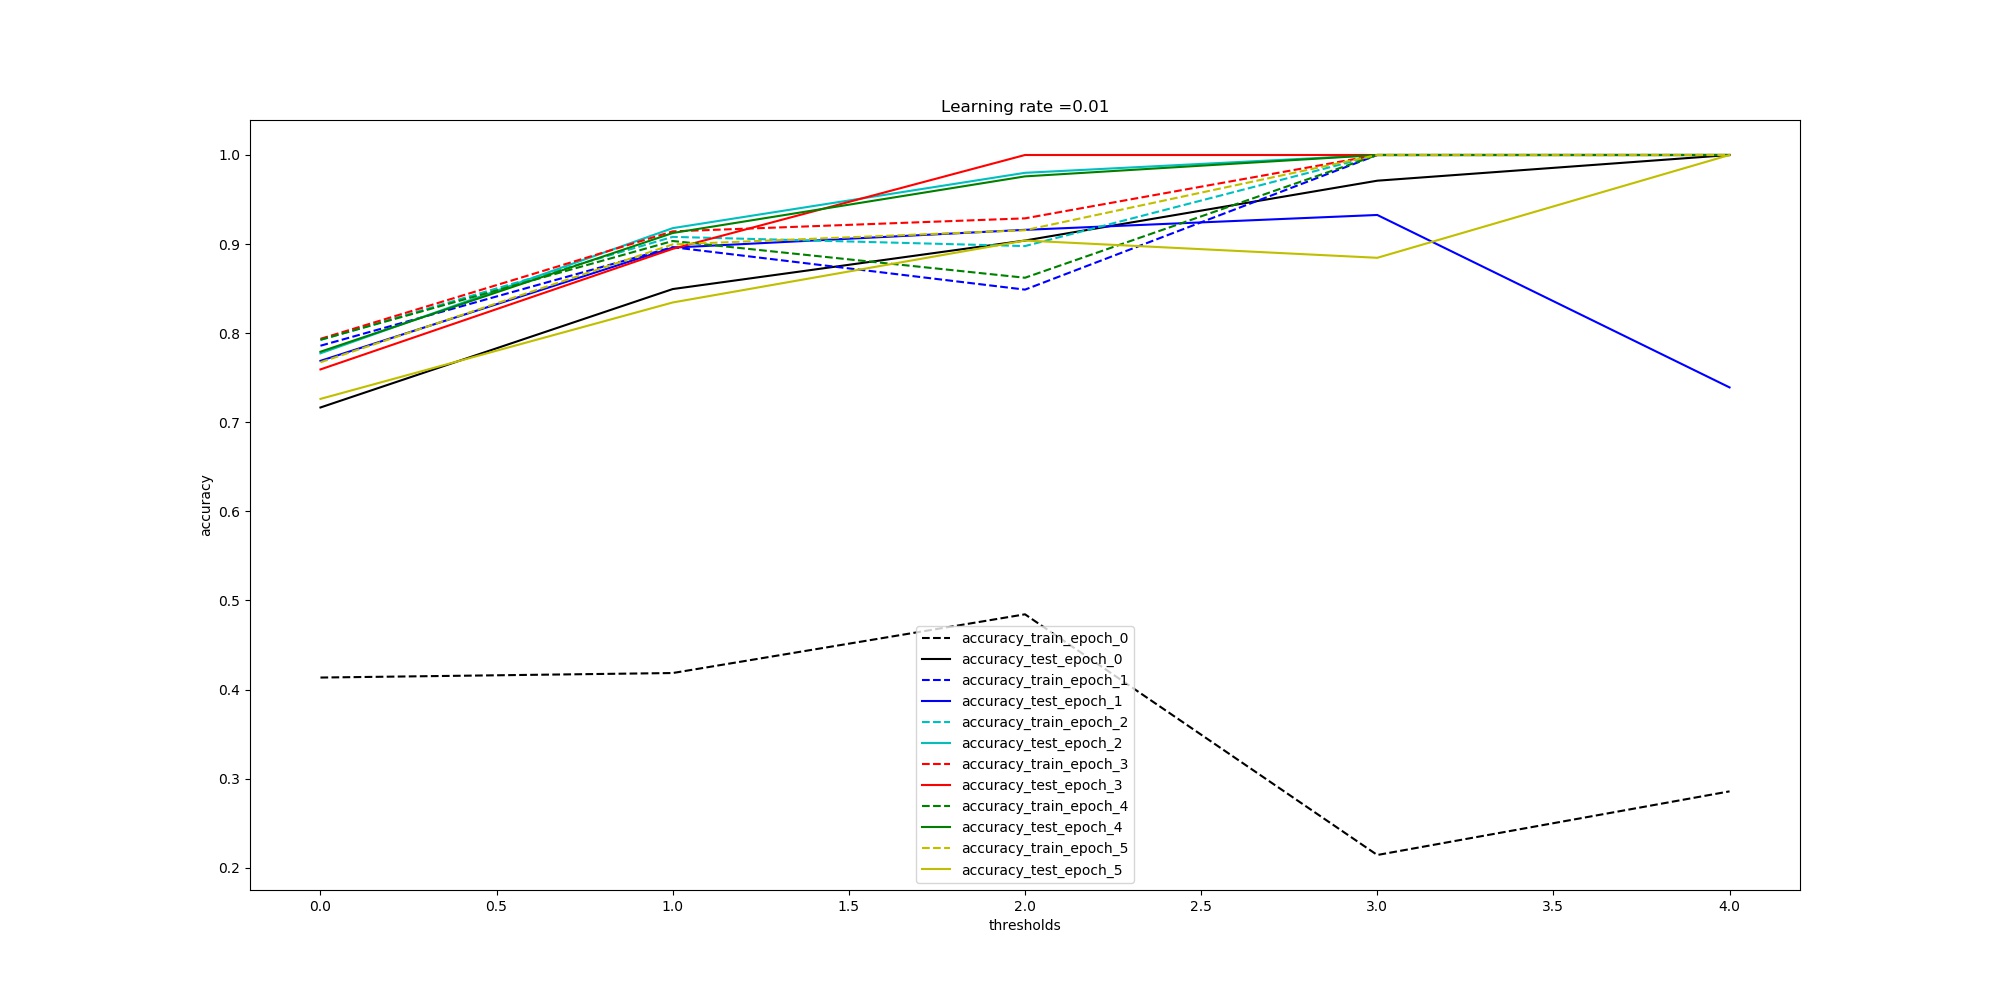 Learning rate =0.01
1.0
0.9
0.8
0.7
0.6
0.5
0.4
0.3
0.2
accuracy
accuracy_train_epoch_0
accuracy_test_epoch_0
accuracy_train_epoch_1
accuracy_test_epoch_1
accuracy_train_epoch_2
accuracy_test_epoch_2
accuracy_train_epoch_3
accuracy_test_epoch_3
accuracy_train_epoch_4
accuracy_test_epoch_4
accuracy_train_epoch_5
accuracy_test_epoch_5
0.0 0.5 1.0 1.5 2.0 2.5 3.0 3.5 4.0
thresholds